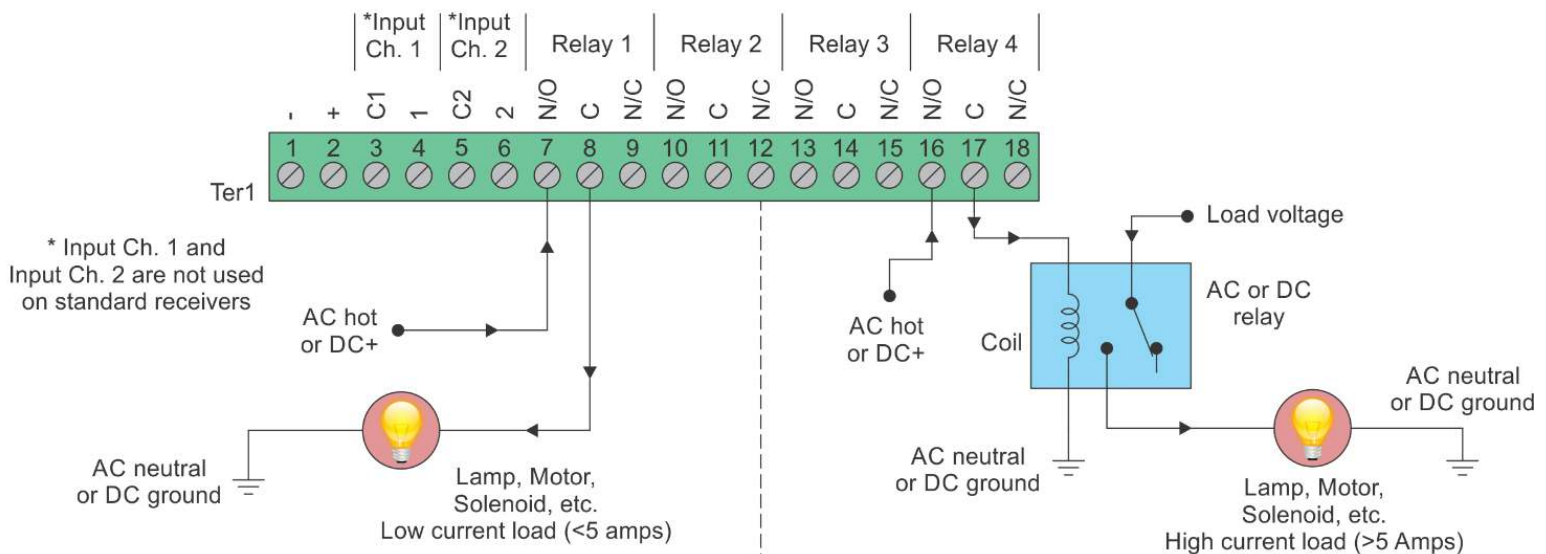 *Input
Ch. 1
*Input
Ch. 2
Relay 1
Relay 2
Relay 3
Relay 4
-
+
C1
1
C2
2
N/O
C
N/C
N/O
C
N/C
N/O
C
N/C
N/O
C
N/C
1 2 3 4 5 6 7 8 9 10 11 12 13 14 15 16 17 18
Ter1
* Input Ch. 1 and
Input Ch. 2 are not used
on standard receivers
AC hot
or DC+
AC neutral
or DC ground
Lamp, Motor,
Solenoid, etc.
Low current load (<5 amps)
AC hot
or DC+
Load voltage
AC or DC
relay
Coil
AC neutral
or DC ground
AC neutral
or DC ground
Lamp, Motor,
Solenoid, etc.
High current load (>5 Amps)